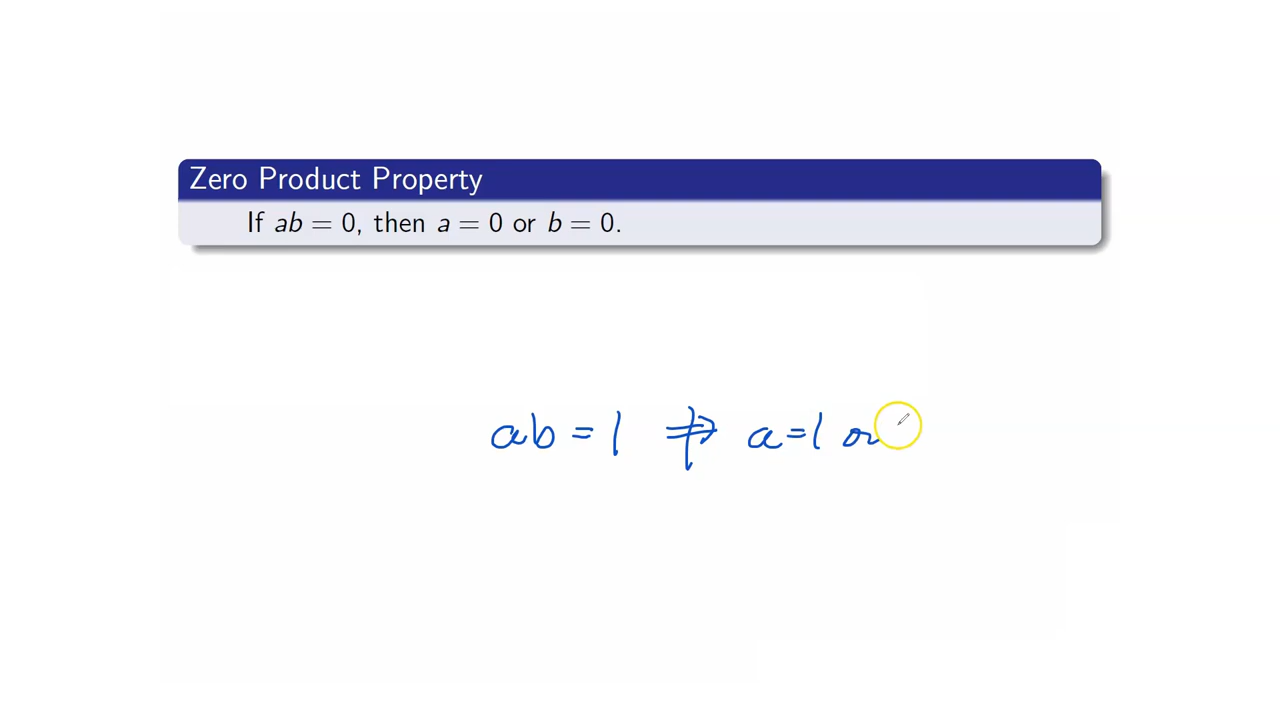 Zero Product Property
If ab = 0, then a = 0 or b = 0.
ab = 1 ⇏ a = 1 or